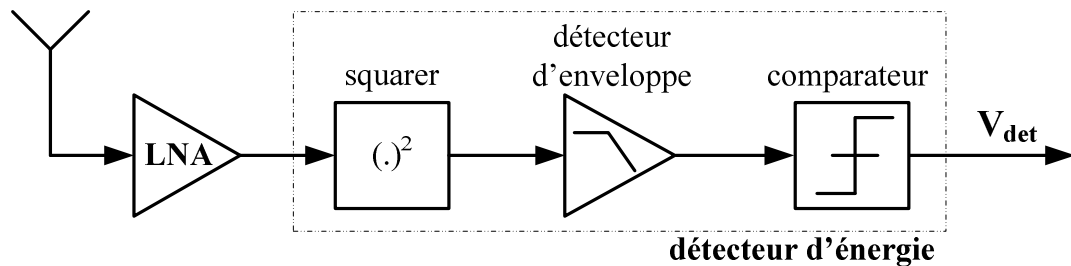 détecteur
d'enveloppe
squarer
comparateur
LNA
(.)²
V_det
détecteur d'énergie